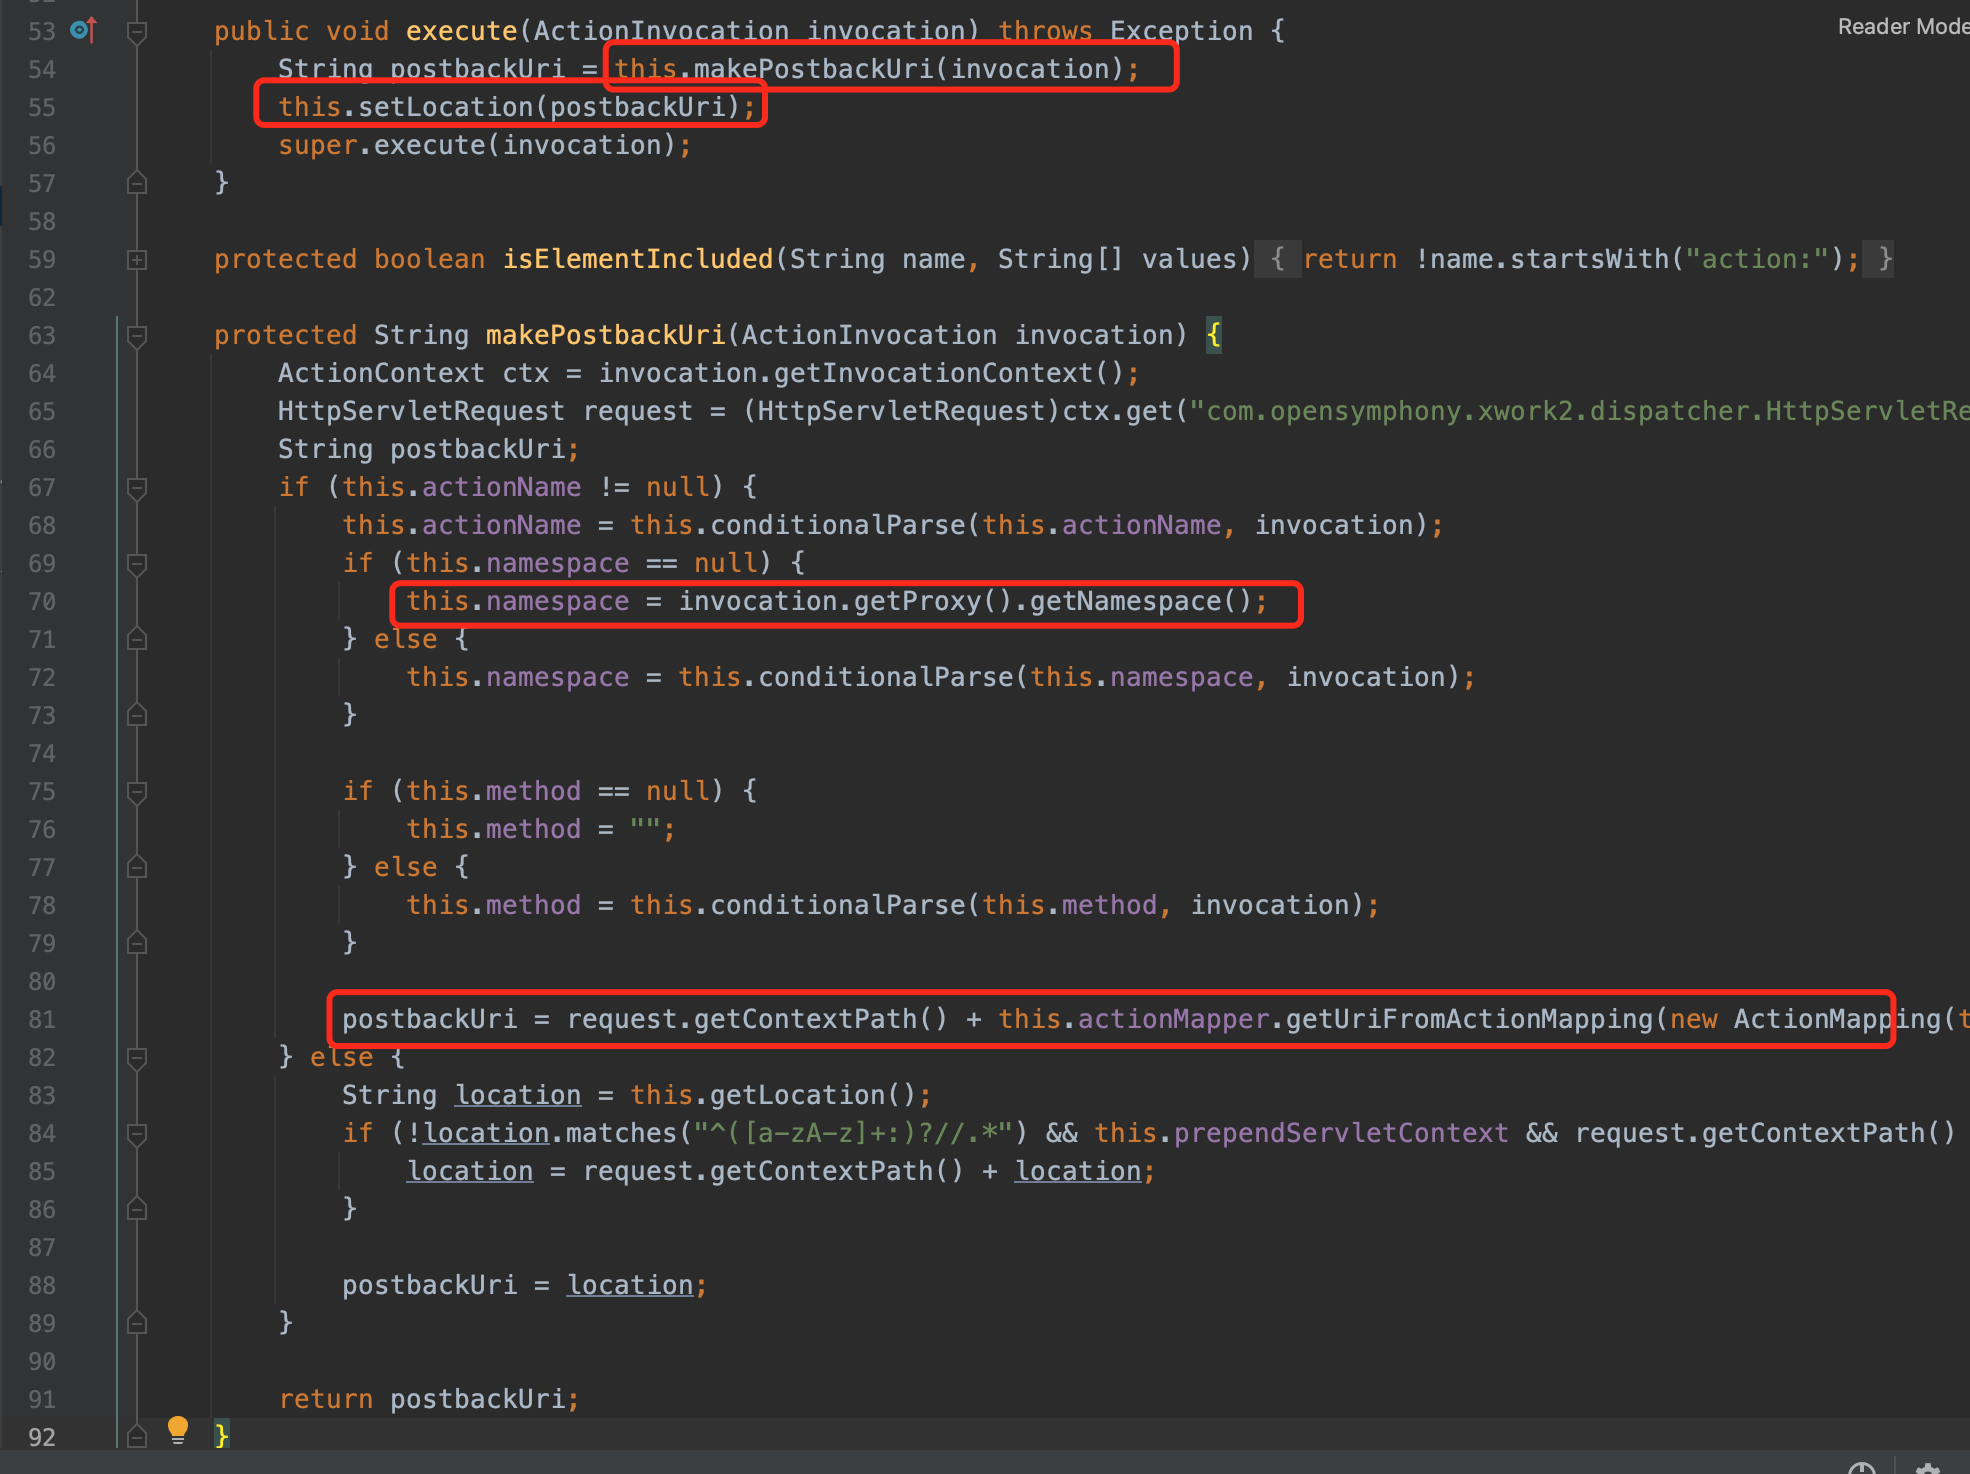 Reader Mode
53 public void execute(ActionInvocation invocation) throws Exception {
54 String postbackUri = this.makePostbackUri(invocation);
55 this.setLocation(postbackUri);
56 super.execute(invocation);
57 }
58
59 protected boolean isElementIncluded(String name, String[] values) { return !name.startsWith("action:"); }
62
63 protected String makePostbackUri(ActionInvocation invocation) {
64 ActionContext ctx = invocation.getInvocationContext();
65 HttpServletRequest request = (HttpServletRequest)ctx.get("com.opensymphony.xwork2.dispatcher.HttpServletRe
66 String postbackUri;
67 if (this.actionName != null) {
68 this.actionName = this.conditionalParse(this.actionName, invocation);
69 if (this.namespace == null) {
70 this.namespace = invocation.getProxy().getNamespace();
71 } else {
72 this.namespace = this.conditionalParse(this.namespace, invocation);
73 }
74
75 if (this.method == null) {
76 this.method = "";
77 } else {
78 this.method = this.conditionalParse(this.method, invocation);
79 }
80
81 postbackUri = request.getContextPath() + this.actionMapper.getUriFromActionMapping(new ActionMapping(t
82 } else {
83 String location = this.getLocation();
84 if (!location.matches("^([a-zA-z]+:)?//.*") && this.prependServletContext && request.getContextPath()
85 location = request.getContextPath() + location;
86 }
87
88 postbackUri = location;
89 }
90
91 return postbackUri;
92 }